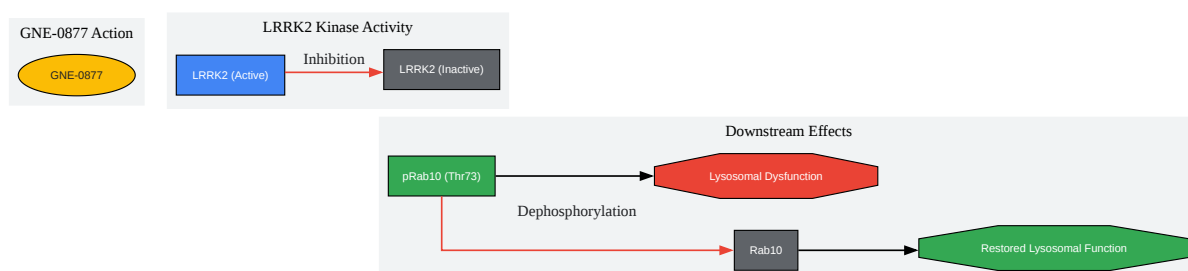 GNE-0877 Action
GNE-0877
LRRK2 Kinase Activity
LRRK2 (Active)
Inhibition
LRRK2 (Inactive)
Downstream Effects
pRab10 (Thr73)
Lysosomal Dysfunction
Dephosphorylation
Rab10
Restored Lysosomal Function